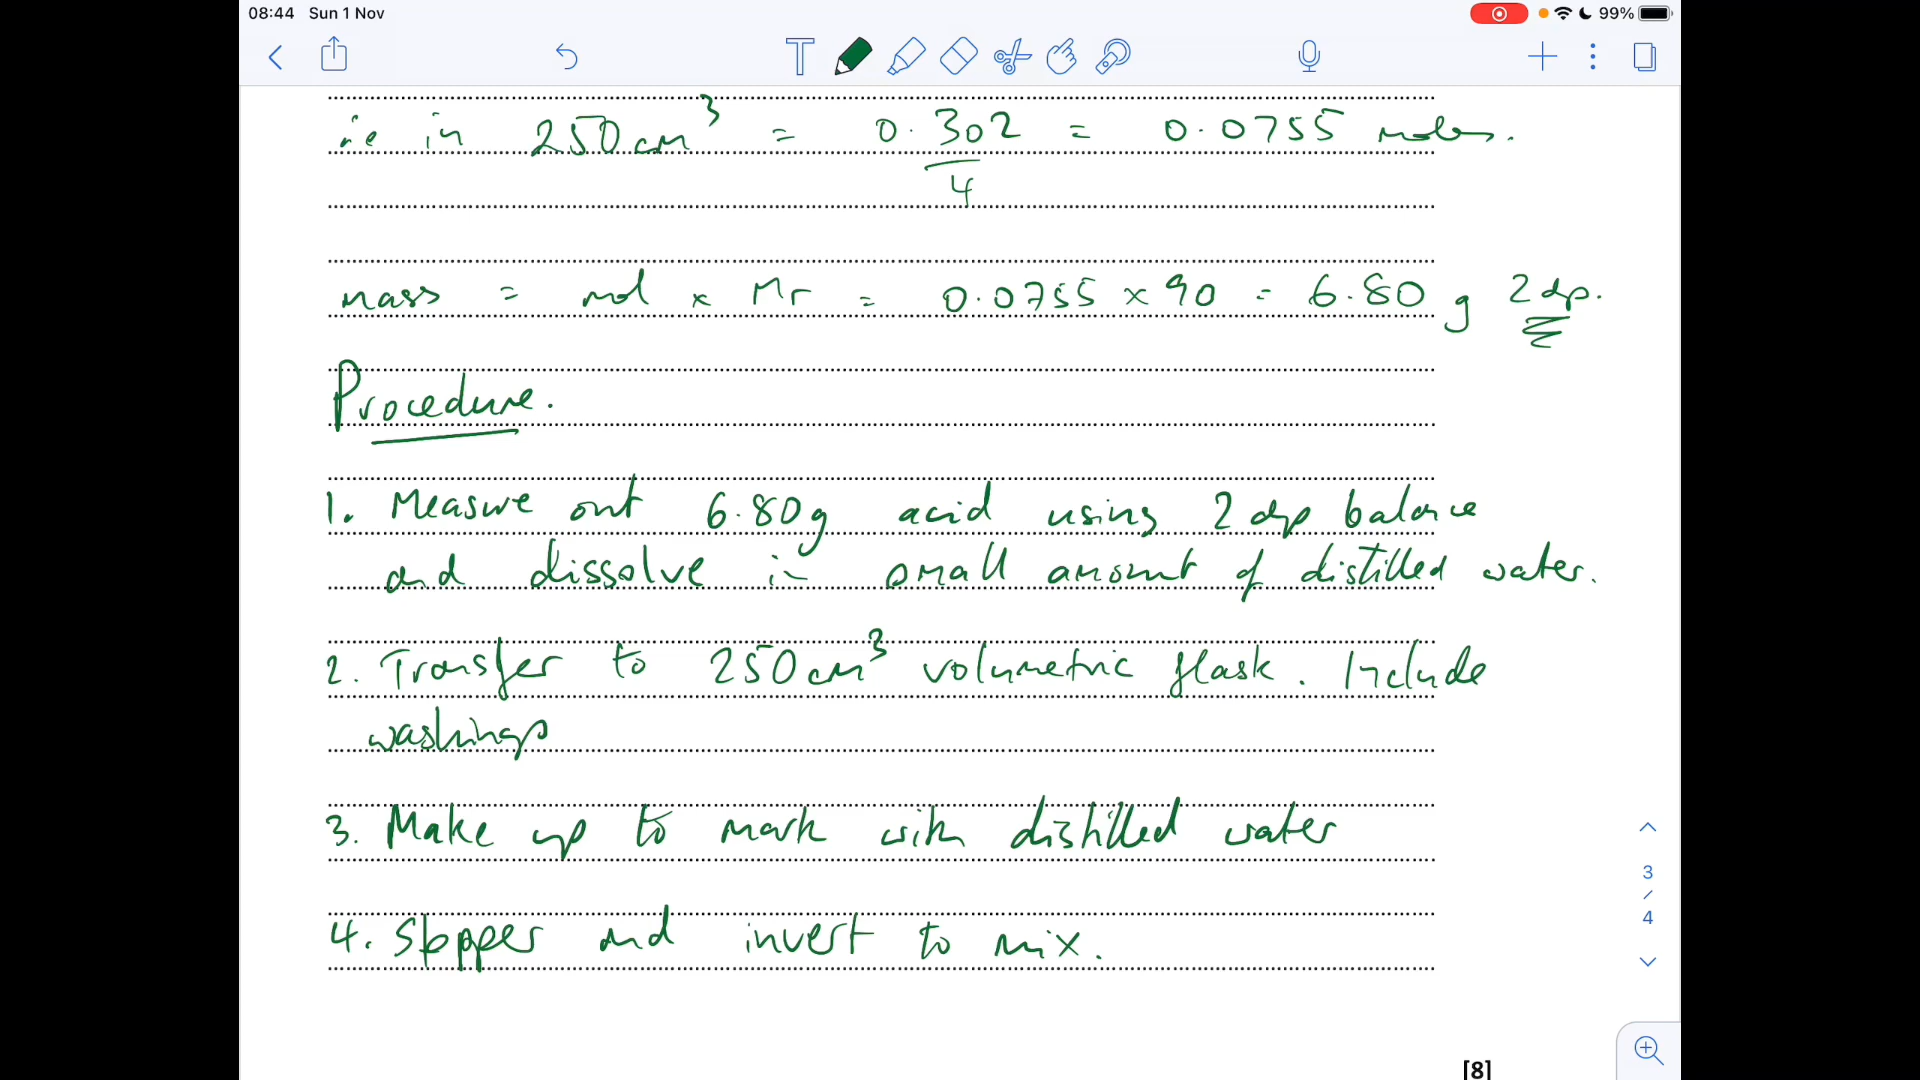 08:44 Sun 1 Nov
99%
T
ie in 250cm³ = 0.302/4 = 0.0755 moles.
mass = mol x Mr = 0.0755 x 90 = 6.80 g 2dp.
Procedure.
1. Measure out 6.80g acid using 2dp balance
and dissolve in small amount of distilled water.
2. Transfer to 250cm³ volumetric flask. Include
washings
3. Make up to mark with distilled water
4. Stopper and invert to mix.
3
/
4
[8]